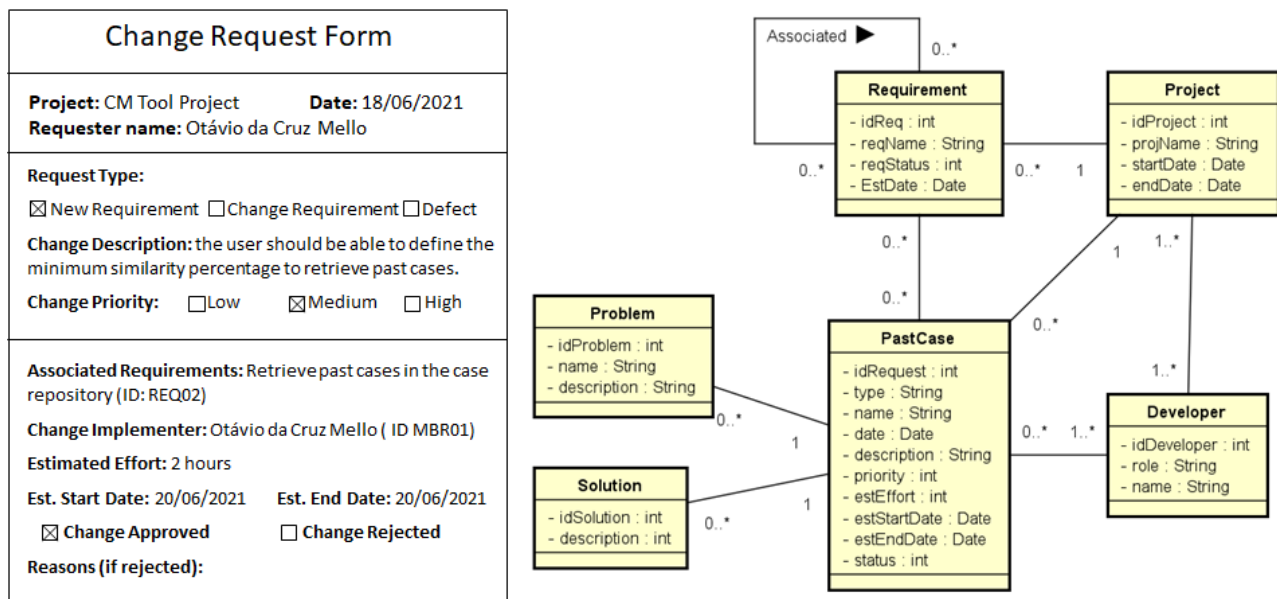 Change Request Form
Project: CM Tool Project Date: 18/06/2021
Requester name: Otávio da Cruz Mello
Request Type:
☒ New Requirement ☐ Change Requirement ☐ Defect
Change Description: the user should be able to define the
minimum similarity percentage to retrieve past cases.
Change Priority: ☐ Low ☒ Medium ☐ High
Associated Requirements: Retrieve past cases in the case
repository (ID: REQ02)
Change Implementer: Otávio da Cruz Mello ( ID MBR01)
Estimated Effort: 2 hours
Est. Start Date: 20/06/2021 Est. End Date: 20/06/2021
☒ Change Approved ☐ Change Rejected
Reasons (if rejected):
Associated ▶
0..*
0..*
Requirement
- idReq : int
- reqName : String
- reqStatus : int
- EstDate : Date
0..*
1
Project
- idProject : int
- projName : String
- startDate : Date
- endDate : Date
0..*
0..*
1
0..*
1..*
1..*
Problem
- idProblem : int
- name : String
- description : String
0..*
1
PastCase
- idRequest : int
- type : String
- name : String
- date : Date
- description : String
- priority : int
- estEffort : int
- estStartDate : Date
- estEndDate : Date
- status : int
0..*
1..*
Developer
- idDeveloper : int
- role : String
- name : String
Solution
- idSolution : int
- description : int
0..*
1